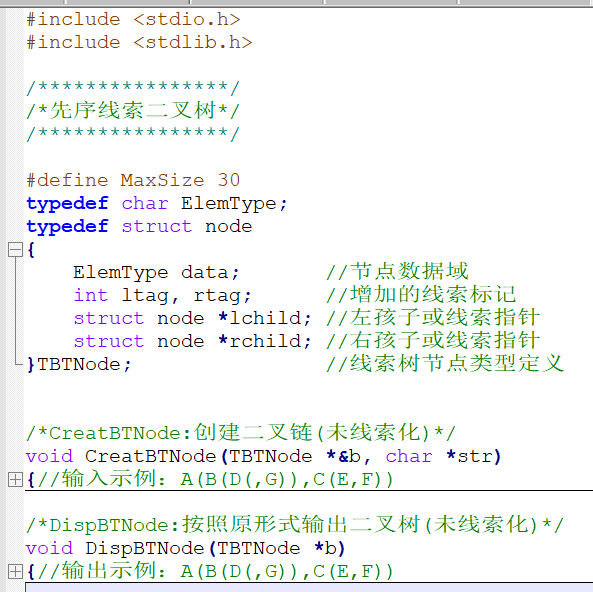 #include <stdio.h>
#include <stdlib.h>
/****************/
/*先序线索二叉树*/
/****************/
#define MaxSize 30
typedef char ElemType;
typedef struct node
{
ElemType data; //节点数据域
int ltag, rtag; //增加的线索标记
struct node *lchild; //左孩子或线索指针
struct node *rchild; //右孩子或线索指针
}TBTNode; //线索树节点类型定义
/*CreatBTNode:创建二叉链(未线索化)*/
void CreatBTNode(TBTNode *&b, char *str)
{//输入示例: A(B(D(,G)),C(E,F))
/*DispBTNode:按照原形式输出二叉树(未线索化)*/
void DispBTNode(TBTNode *b)
{//输出示例: A(B(D(,G)),C(E,F))